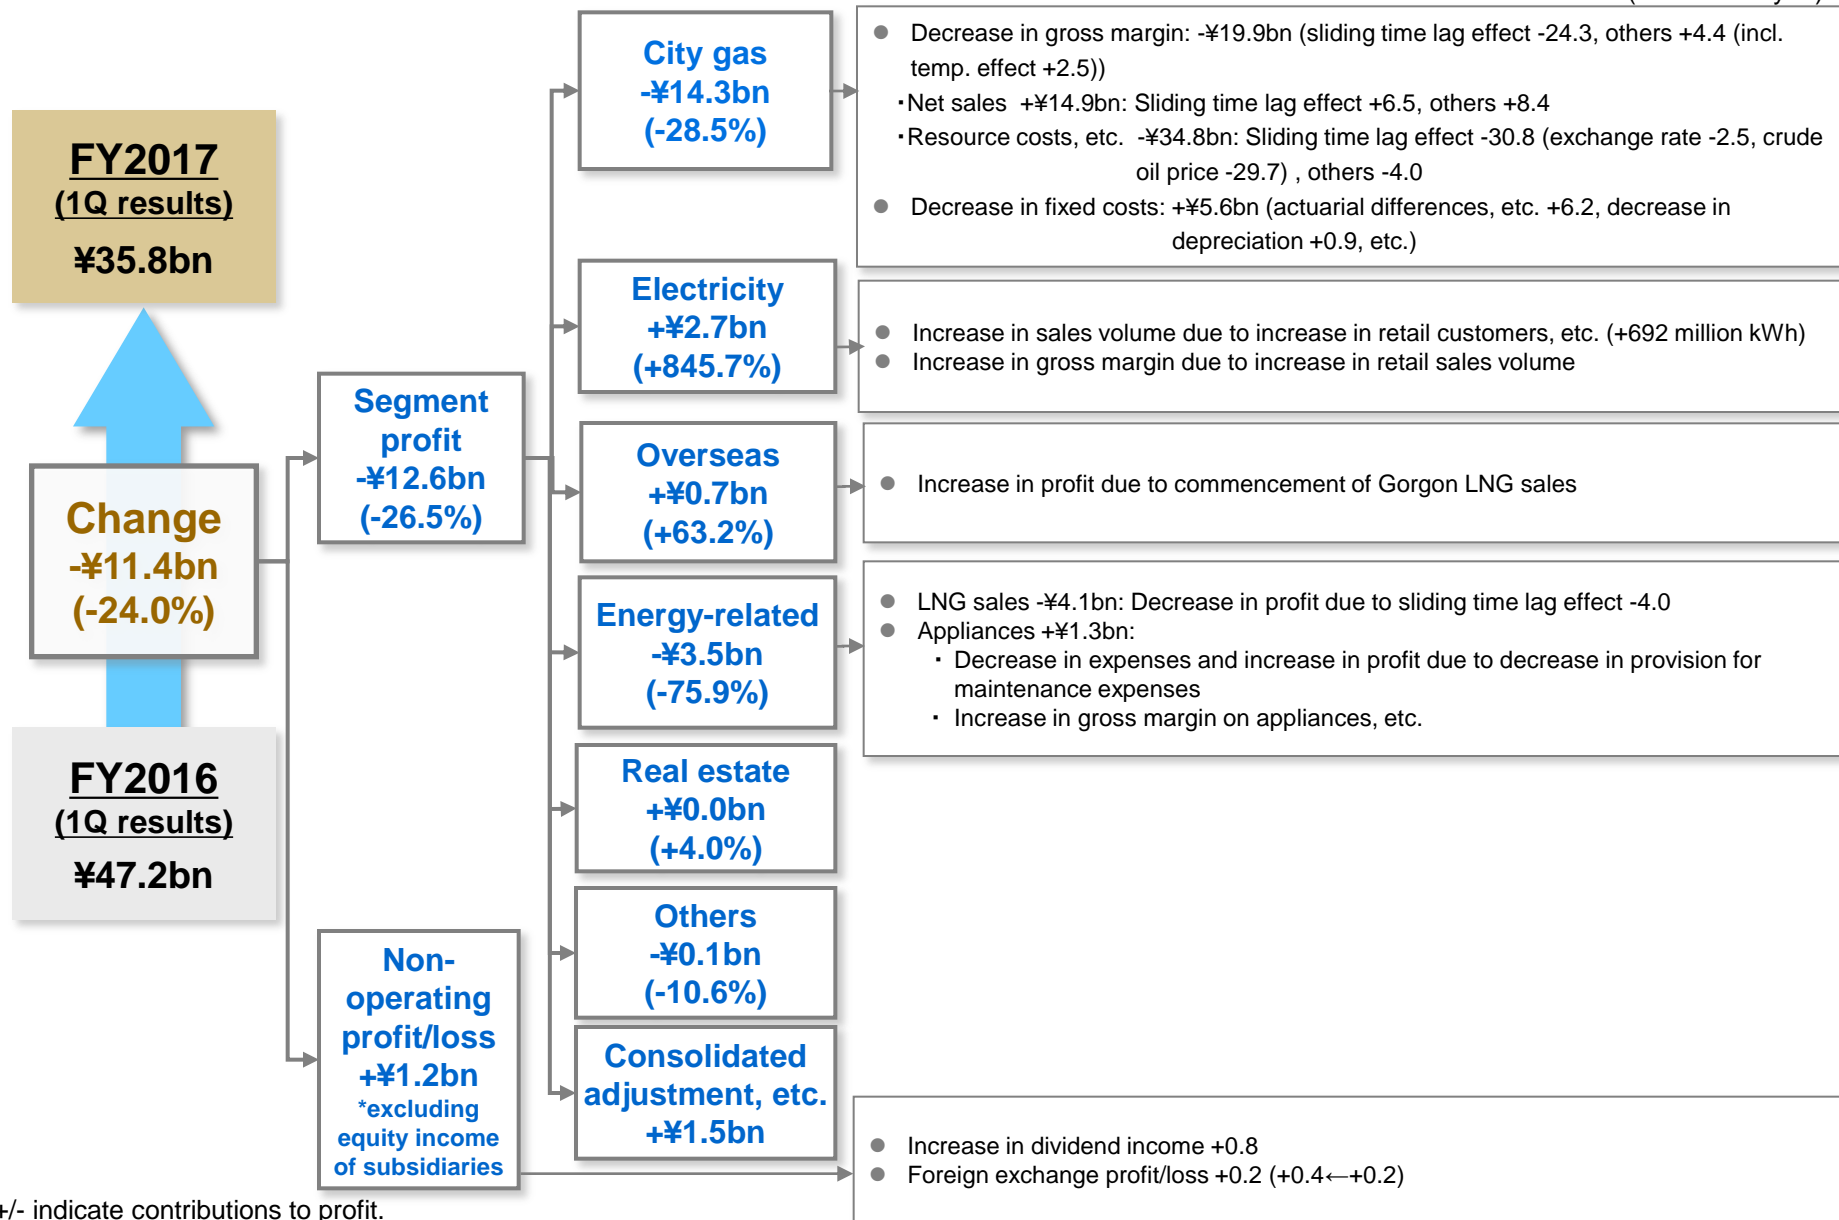 FY2017
(1Q results)
¥35.8bn
Change
-¥11.4bn
(-24.0%)
FY2016
(1Q results)
¥47.2bn
Segment
profit
-¥12.6bn
(-26.5%)
Non-
operating
profit/loss
+¥1.2bn
*excluding
equity income
of subsidiaries
City gas
-¥14.3bn
(-28.5%)
● Decrease in gross margin: -¥19.9bn (sliding time lag effect -24.3, others +4.4 (incl.
temp. effect +2.5))
・Net sales +¥14.9bn: Sliding time lag effect +6.5, others +8.4
・Resource costs, etc. -¥34.8bn: Sliding time lag effect -30.8 (exchange rate -2.5, crude
oil price -29.7) , others -4.0
● Decrease in fixed costs: +¥5.6bn (actuarial differences, etc. +6.2, decrease in
depreciation +0.9, etc.)
Electricity
+¥2.7bn
(+845.7%)
● Increase in sales volume due to increase in retail customers, etc. (+692 million kWh)
● Increase in gross margin due to increase in retail sales volume
Overseas
+¥0.7bn
(+63.2%)
● Increase in profit due to commencement of Gorgon LNG sales
Energy-related
-¥3.5bn
(-75.9%)
● LNG sales -¥4.1bn: Decrease in profit due to sliding time lag effect -4.0
● Appliances +¥1.3bn:
・ Decrease in expenses and increase in profit due to decrease in provision for
maintenance expenses
・ Increase in gross margin on appliances, etc.
Real estate
+¥0.0bn
(+4.0%)
Others
-¥0.1bn
(-10.6%)
Consolidated
adjustment, etc.
+¥1.5bn
● Increase in dividend income +0.8
● Foreign exchange profit/loss +0.2 (+0.4←+0.2)
+/- indicate contributions to profit.